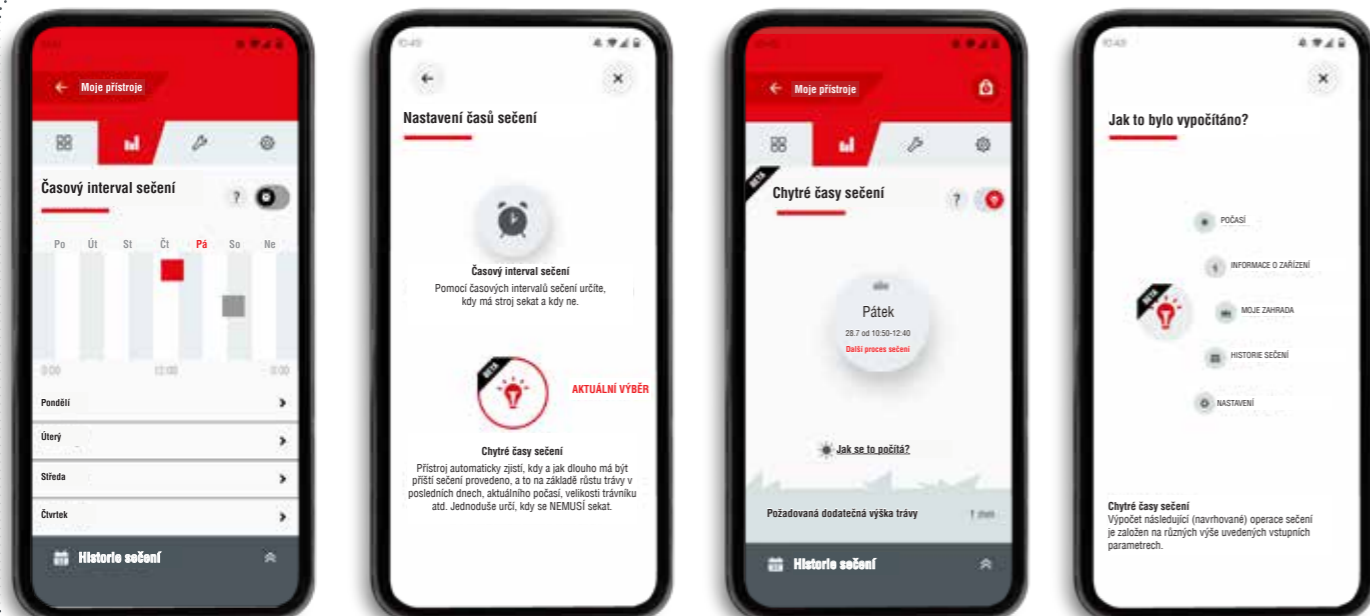 Moje přístroje
Časový interval sečení
?
Po Út St Čt Pá So Ne
0:00 12:00 0:00
Pondělí
Úterý
Středa
Čtvrtek
Historie sečení
10:49
Nastavení časů sečení
Časový interval sečení
Pomocí časových intervalů sečení určíte,
kdy má stroj sekat a kdy ne.
BETA
AKTUÁLNÍ VÝBĚR
Chytré časy sečení
Přístroj automaticky zjistí, kdy a jak dlouho má být
příští sečení provedeno, a to na základě růstu trávy v
posledních dnech, aktuálního počasí, velikosti trávníku
atd. Jednoduše určí, kdy se NEMUSÍ sekat.
Moje přístroje
BETA
Chytré časy sečení
?
Pátek
28.7 od 10:50-12:40
Další proces sečení
Jak se to počítá?
Požadovaná dodatečná výška trávy
Historie sečení
Jak to bylo vypočítáno?
BETA
POČASÍ
INFORMACE O ZAŘÍZENÍ
MOJE ZAHRADA
HISTORIE SEČENÍ
NASTAVENÍ
Chytré časy sečení
Výpočet následující (navrhované) operace sečení
je založen na různých výše uvedených vstupních
parametrech.